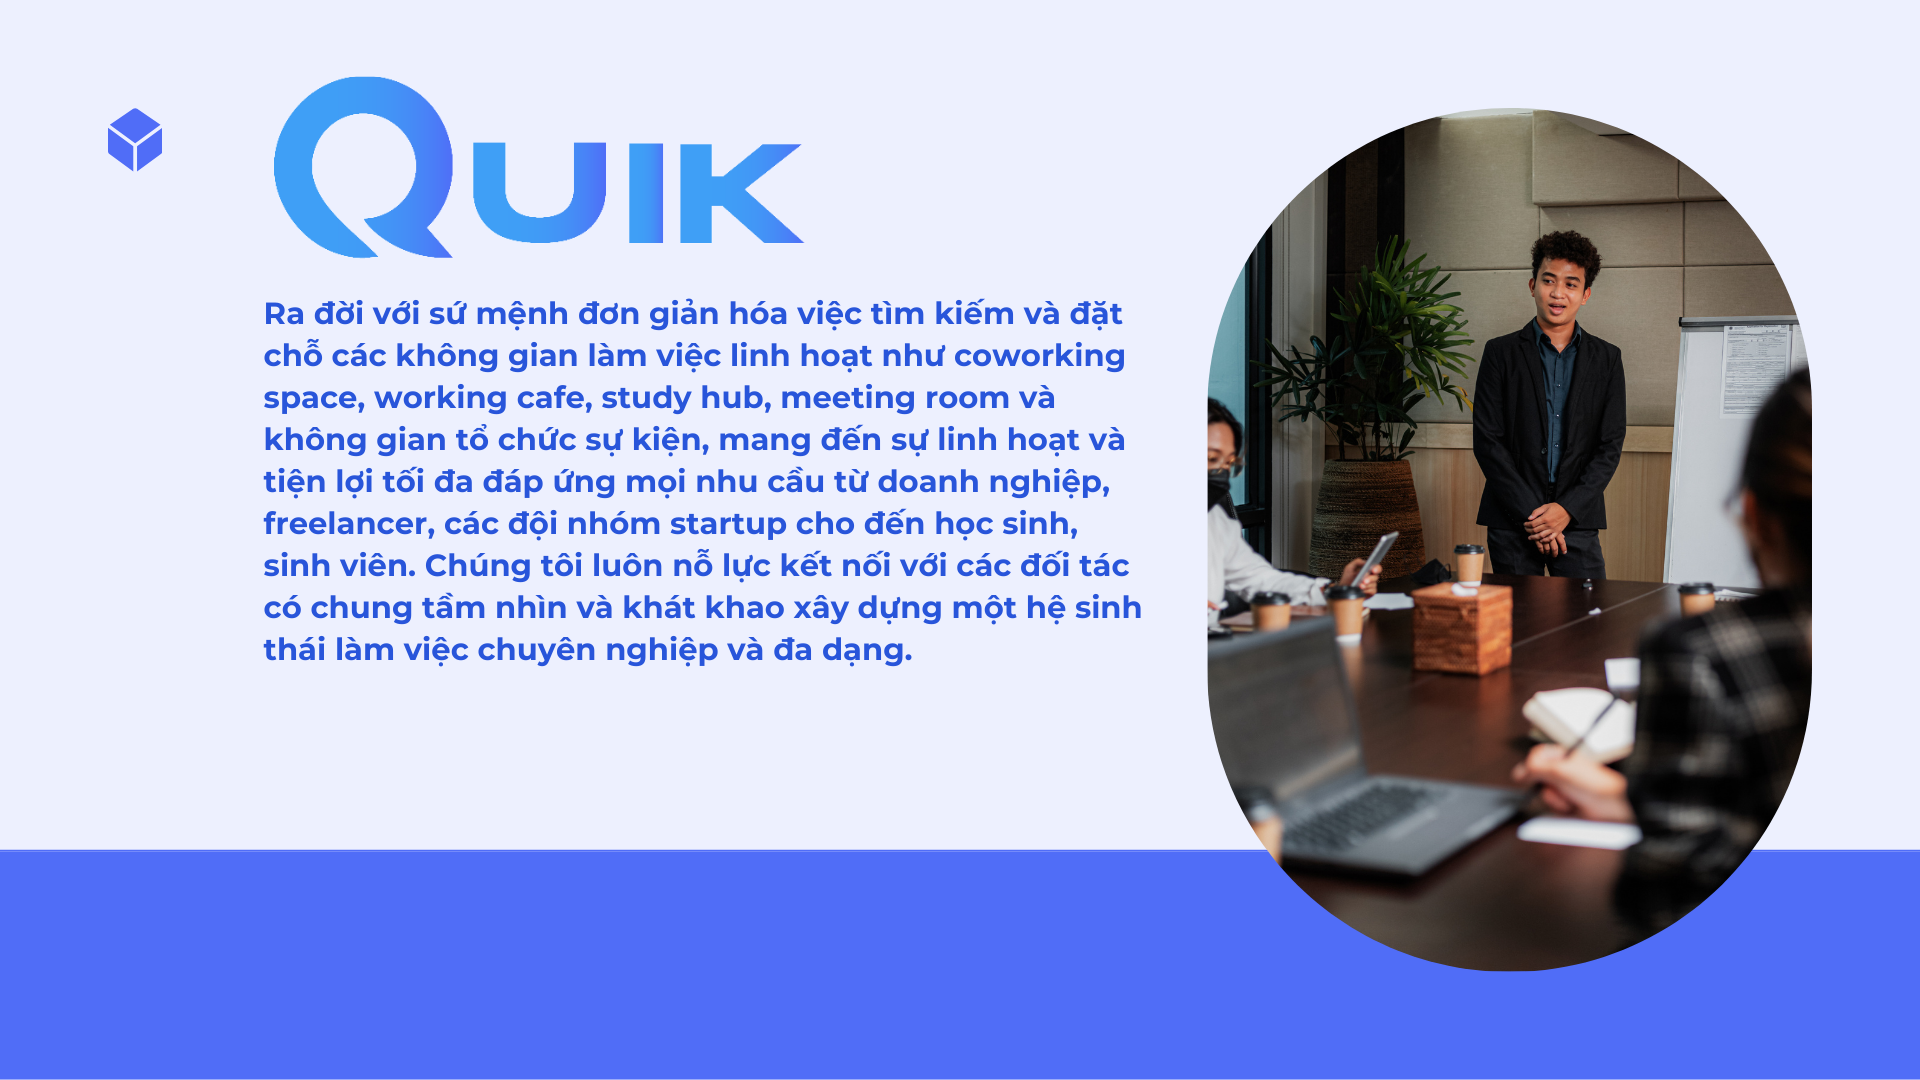 QUIK
Ra đời với sứ mệnh đơn giản hóa việc tìm kiếm và đặt
chỗ các không gian làm việc linh hoạt như coworking
space, working cafe, study hub, meeting room và
không gian tổ chức sự kiện, mang đến sự linh hoạt và
tiện lợi tối đa đáp ứng mọi nhu cầu từ doanh nghiệp,
freelancer, các đội nhóm startup cho đến học sinh,
sinh viên. Chúng tôi luôn nỗ lực kết nối với các đối tác
có chung tầm nhìn và khát khao xây dựng một hệ sinh
thái làm việc chuyên nghiệp và đa dạng.